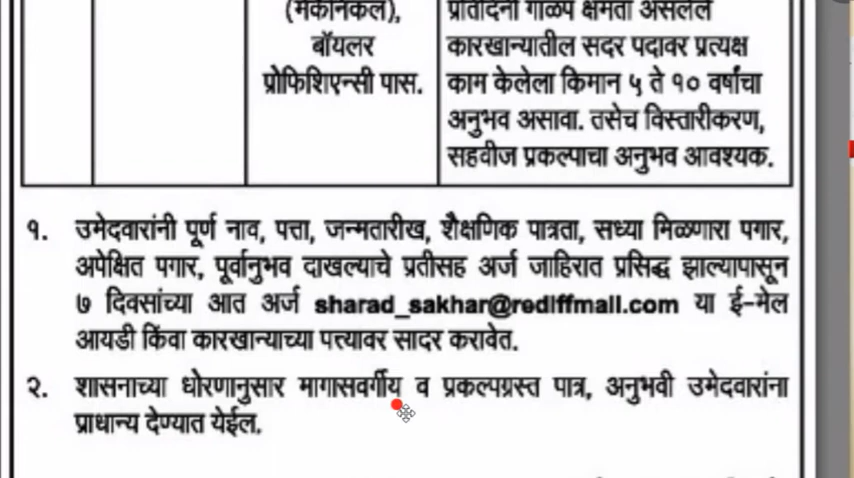 (मेकॅनिकल),
बॉयलर
प्रोफिशिएन्सी पास.
प्रतिदिनी गाळप क्षमता असलेल
कारखान्यातील सदर पदावर प्रत्यक्ष
काम केलेला किमान ५ ते १० वर्षांचा
अनुभव असावा. तसेच विस्तारीकरण,
सहवीज प्रकल्पाचा अनुभव आवश्यक.
१. उमेदवारांनी पूर्ण नाव, पत्ता, जन्मतारीख, शैक्षणिक पात्रता, सध्या मिळणारा पगार,
अपेक्षित पगार, पूर्वानुभव दाखल्याचे प्रतीसह अर्ज जाहिरात प्रसिद्ध झाल्यापासून
७ दिवसांच्या आत अर्ज sharad_sakhar@rediffmail.com या ई-मेल
आयडी किंवा कारखान्याच्या पत्त्यावर सादर करावेत.
२. शासनाच्या धोरणानुसार मागासवर्गीय व प्रकल्पग्रस्त पात्र, अनुभवी उमेदवारांना
प्राधान्य देण्यात येईल.